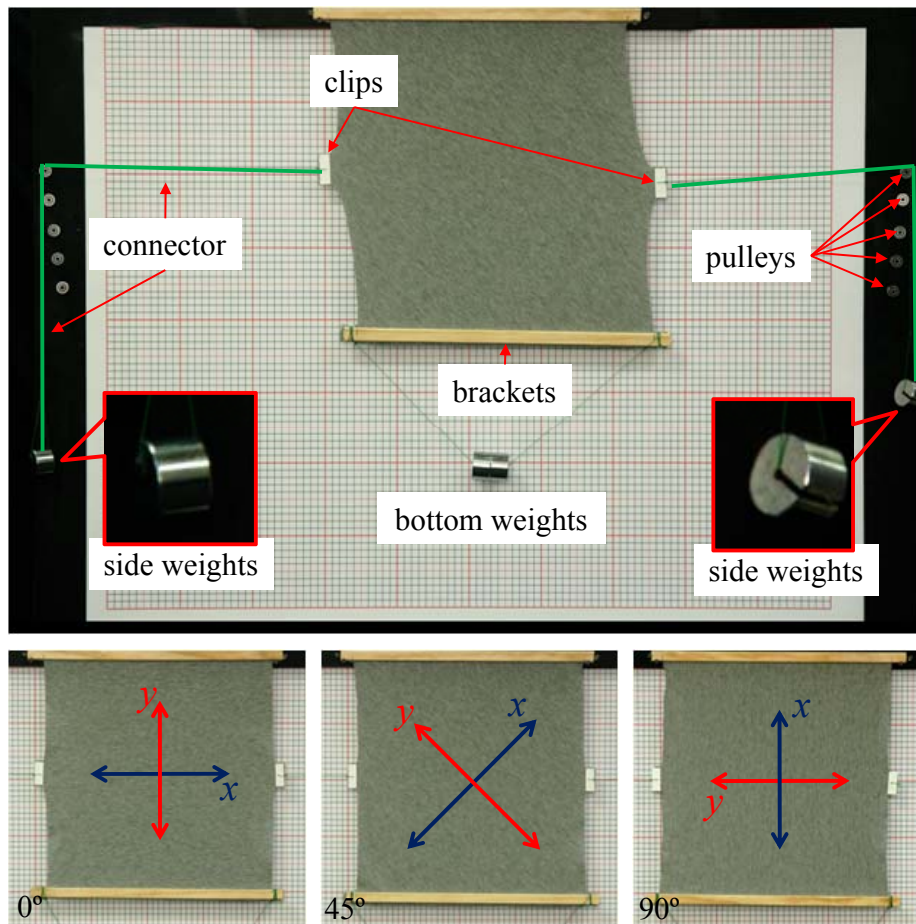 clips
connector
pulleys
brackets
bottom weights
side weights
side weights
y
x
0º
y
x
45º
x
y
90º